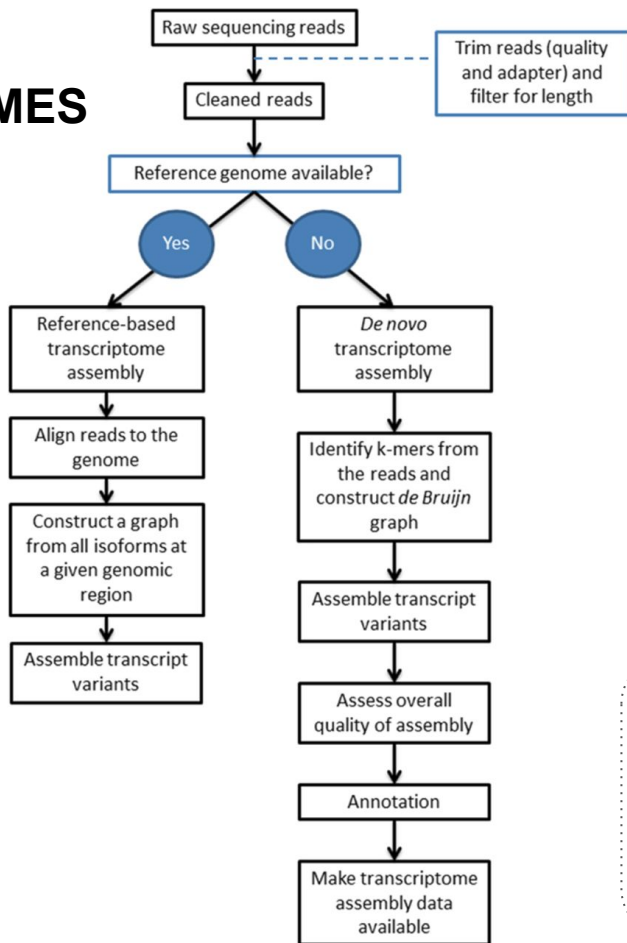 Raw sequencing reads
Trim reads (quality
and adapter) and
filter for length
MES
Cleaned reads
Reference genome available?
Yes
No
Reference-based
transcriptome
assembly
Align reads to the
genome
Construct a graph
from all isoforms at
a given genomic
region
Assemble transcript
variants
De novo
transcriptome
assembly
Identify k-mers from
the reads and
construct de Bruijn
graph
Assemble transcript
variants
Assess overall
quality of assembly
Annotation
Make transcriptome
assembly data
available